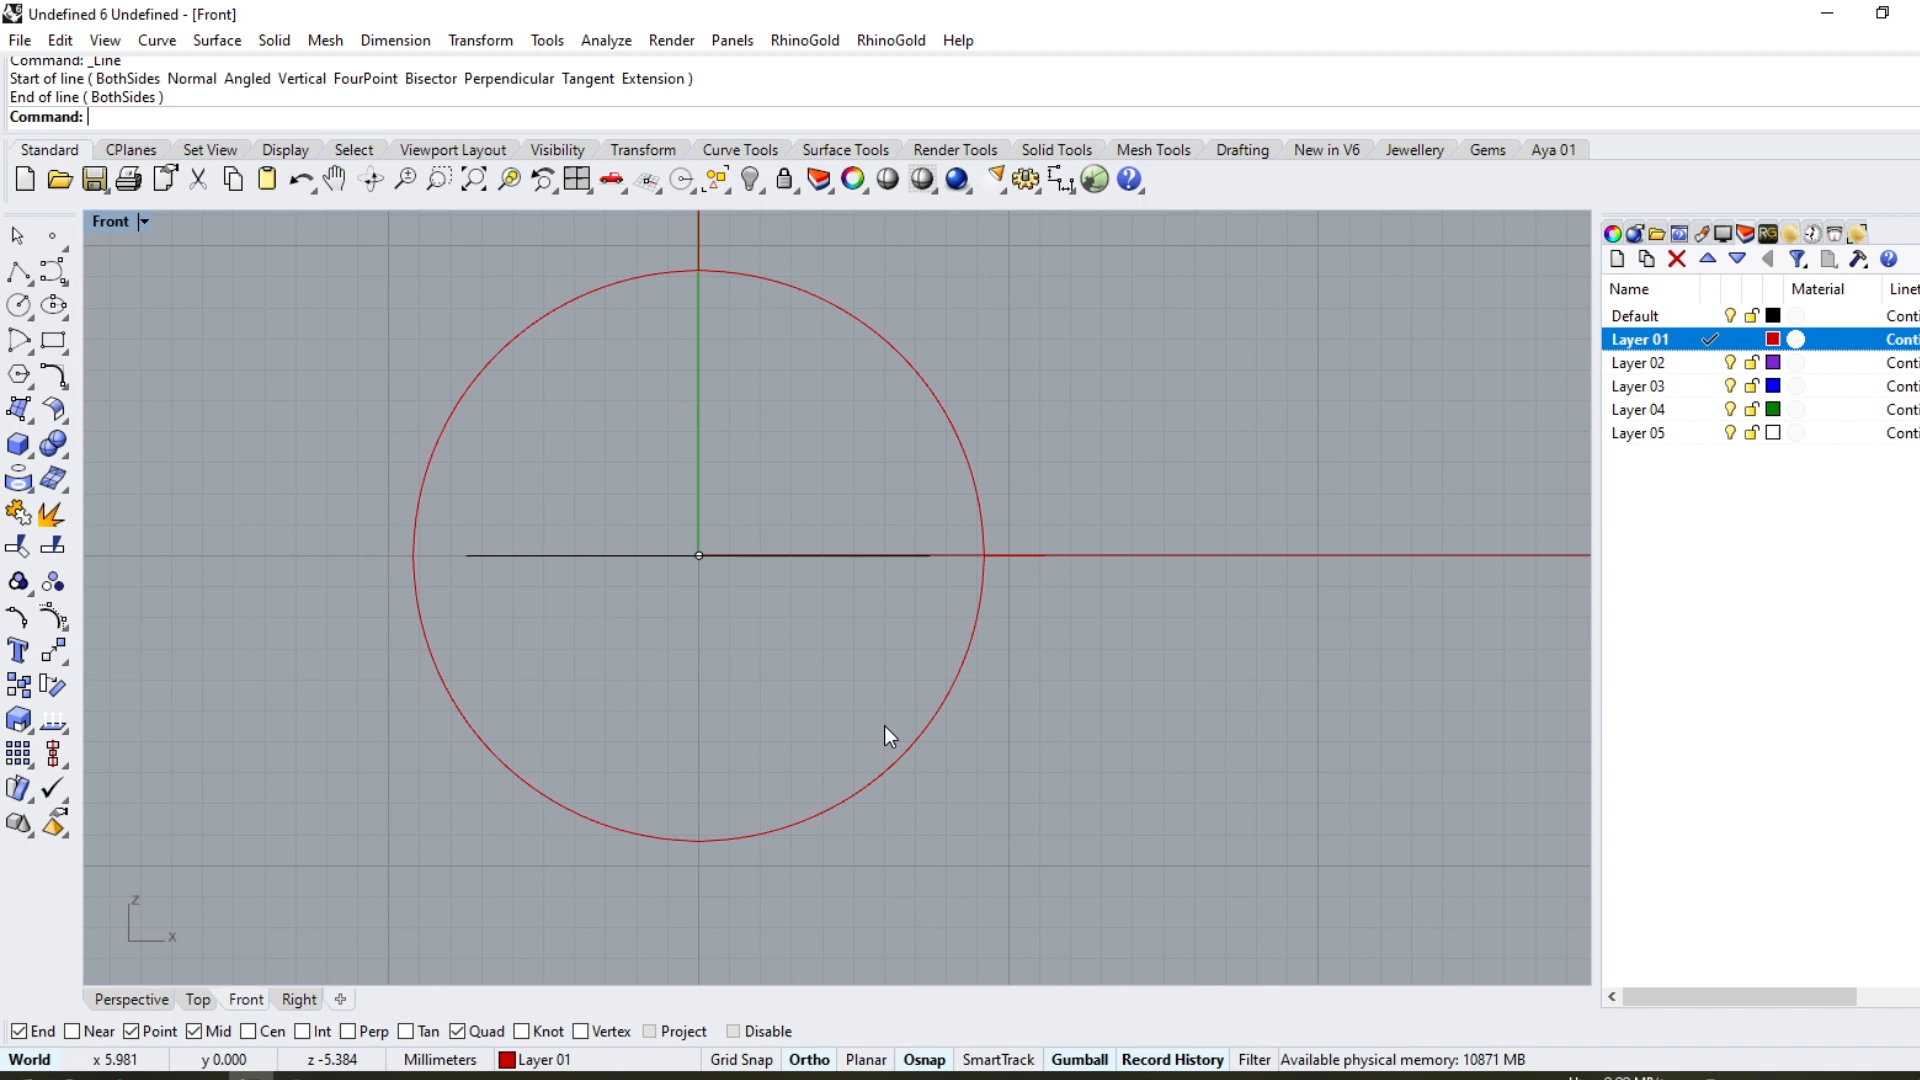 Undefined 6 Undefined - [Front]
File Edit View Curve Surface Solid Mesh Dimension Transform Tools Analyze Render Panels RhinoGold RhinoGold Help
Command: _Line
Start of line ( BothSides Normal Angled Vertical FourPoint Bisector Perpendicular Tangent Extension )
End of line ( BothSides )
Command:
Standard CPlanes Set View Display Select Viewport Layout Visibility Transform Curve Tools Surface Tools Render Tools Solid Tools Mesh Tools Drafting New in V6 Jewellery Gems Aya 01
Front
RG
Name Material Linet
Default Conti
Layer 01 Conti
Layer 02 Conti
Layer 03 Conti
Layer 04 Conti
Layer 05 Conti
z
x
Perspective Top Front Right
End Near Point Mid Cen Int Perp Tan Quad Knot Vertex Project Disable
World x 5.981 y 0.000 z -5.384 Millimeters Layer 01 Grid Snap Ortho Planar Osnap SmartTrack Gumball Record History Filter Available physical memory: 10871 MB